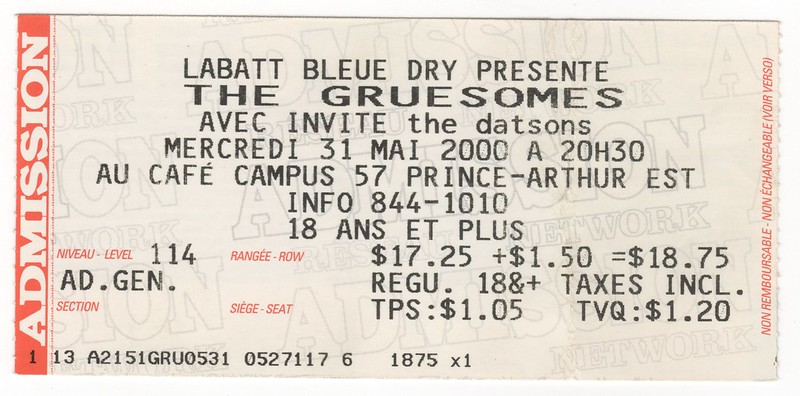 ADMISSION
LABATT BLEUE DRY PRESENTE
THE GRUESOMES
AVEC INVITE the datsons
MERCREDI 31 MAI 2000 A 20H30
AU CAFÉ CAMPUS 57 PRINCE-ARTHUR EST
INFO 844-1010
18 ANS ET PLUS
NIVEAU - LEVEL 114 RANGÉE - ROW $17.25 +$1.50 =$18.75
AD.GEN. REGU. 18&+ TAXES INCL.
SECTION SIÈGE - SEAT TPS:$1.05 TVQ:$1.20
1 13 A2151GRU0531 0527117 6 1875 x1
NON REMBOURSABLE - NON ÉCHANGEABLE (VOIR VERSO)
ADMISSION
RESEAU
NETWORK